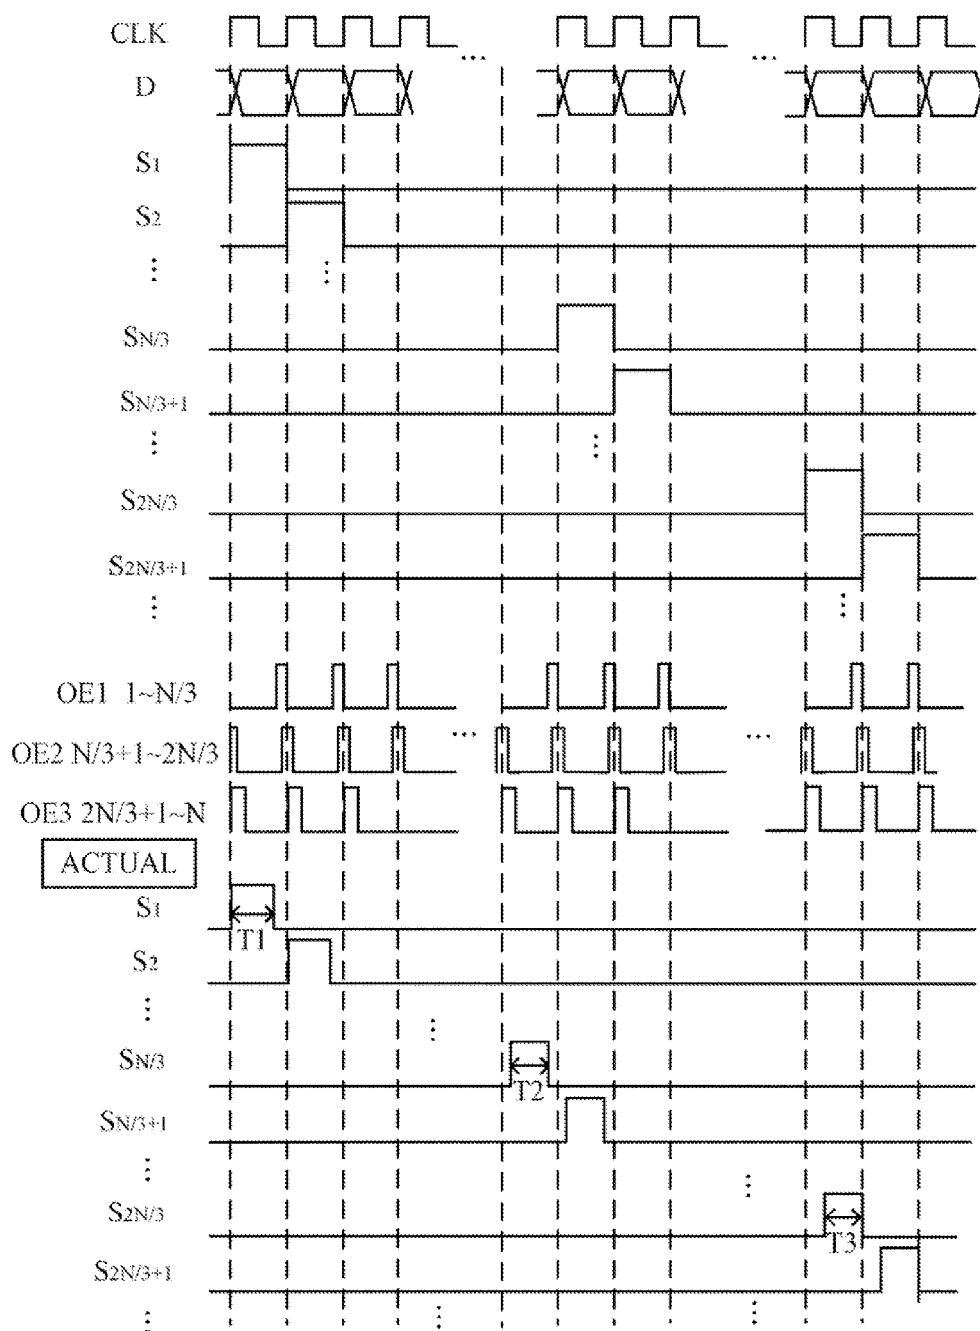 CLK
...
...
D
S1
S2
⋮
⋮
SN/3
SN/3+1
⋮
⋮
S2N/3
S2N/3+1
⋮
⋮
OE1 1~N/3
OE2 N/3+1~2N/3
...
...
OE3 2N/3+1~N
ACTUAL
S1
T1
S2
⋮
⋮
SN/3
T2
SN/3+1
⋮
⋮
S2N/3
T3
S2N/3+1
⋮
⋮
⋮